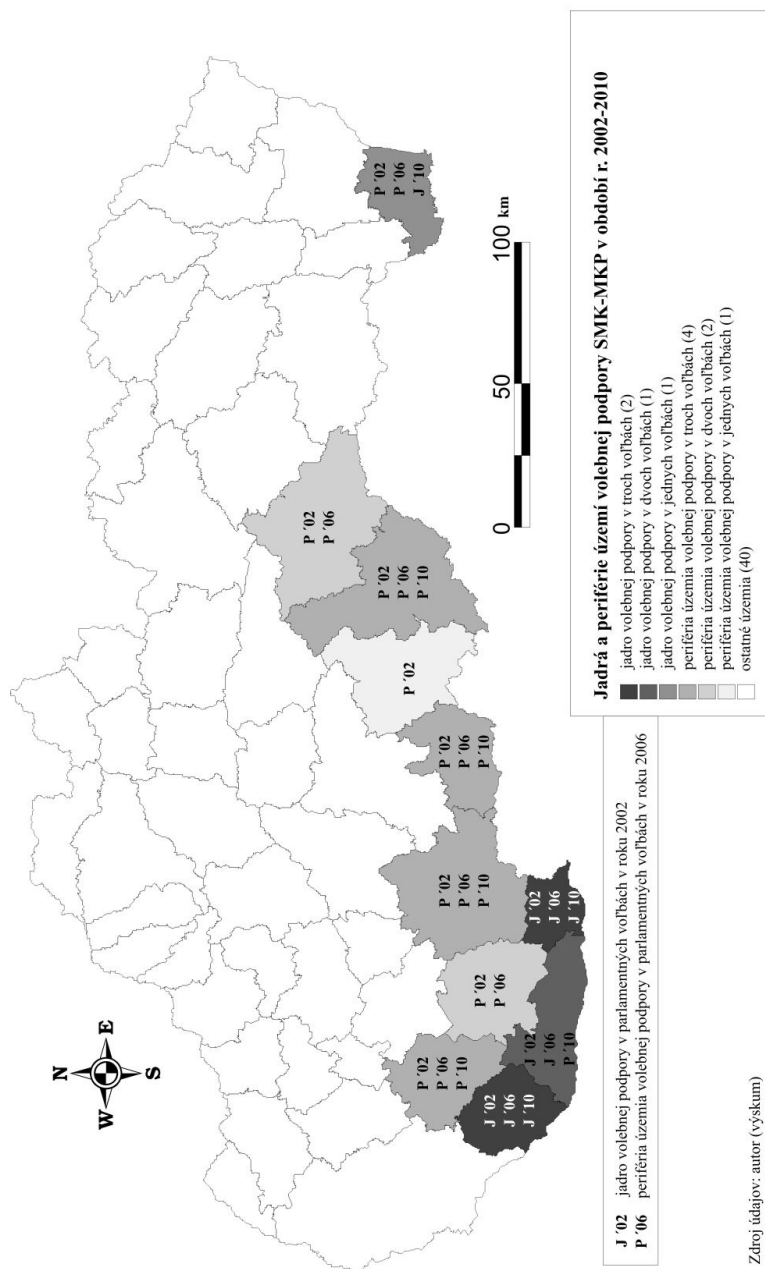 N
W E
S
P ´02
P ´06
J ´10
P ´02
P ´06
P ´02
P ´06
P ´10
P ´02
P ´02
P ´06
P ´10
P ´02
P ´06
P ´10
P ´02
P ´06
P ´02
P ´06
P ´10
J ´02
J ´06
J ´10
J ´02
J ´06
P ´10
J ´02
J ´06
J ´10
0 50 100 km
J ´02 jadro volebnej podpory v parlamentných voľbách v roku 2002
P ´06 periféria územia volebnej podpory v parlamentných voľbách v roku 2006
Jadrá a periférie území volebnej podpory SMK-MKP v období r. 2002-2010
jadro volebnej podpory v troch voľbách (2)
jadro volebnej podpory v dvoch voľbách (1)
jadro volebnej podpory v jedných voľbách (1)
periféria územia volebnej podpory v troch voľbách (4)
periféria územia volebnej podpory v dvoch voľbách (2)
periféria územia volebnej podpory v jedných voľbách (1)
ostatné územia (40)
Zdroj údajov: autor (výskum)